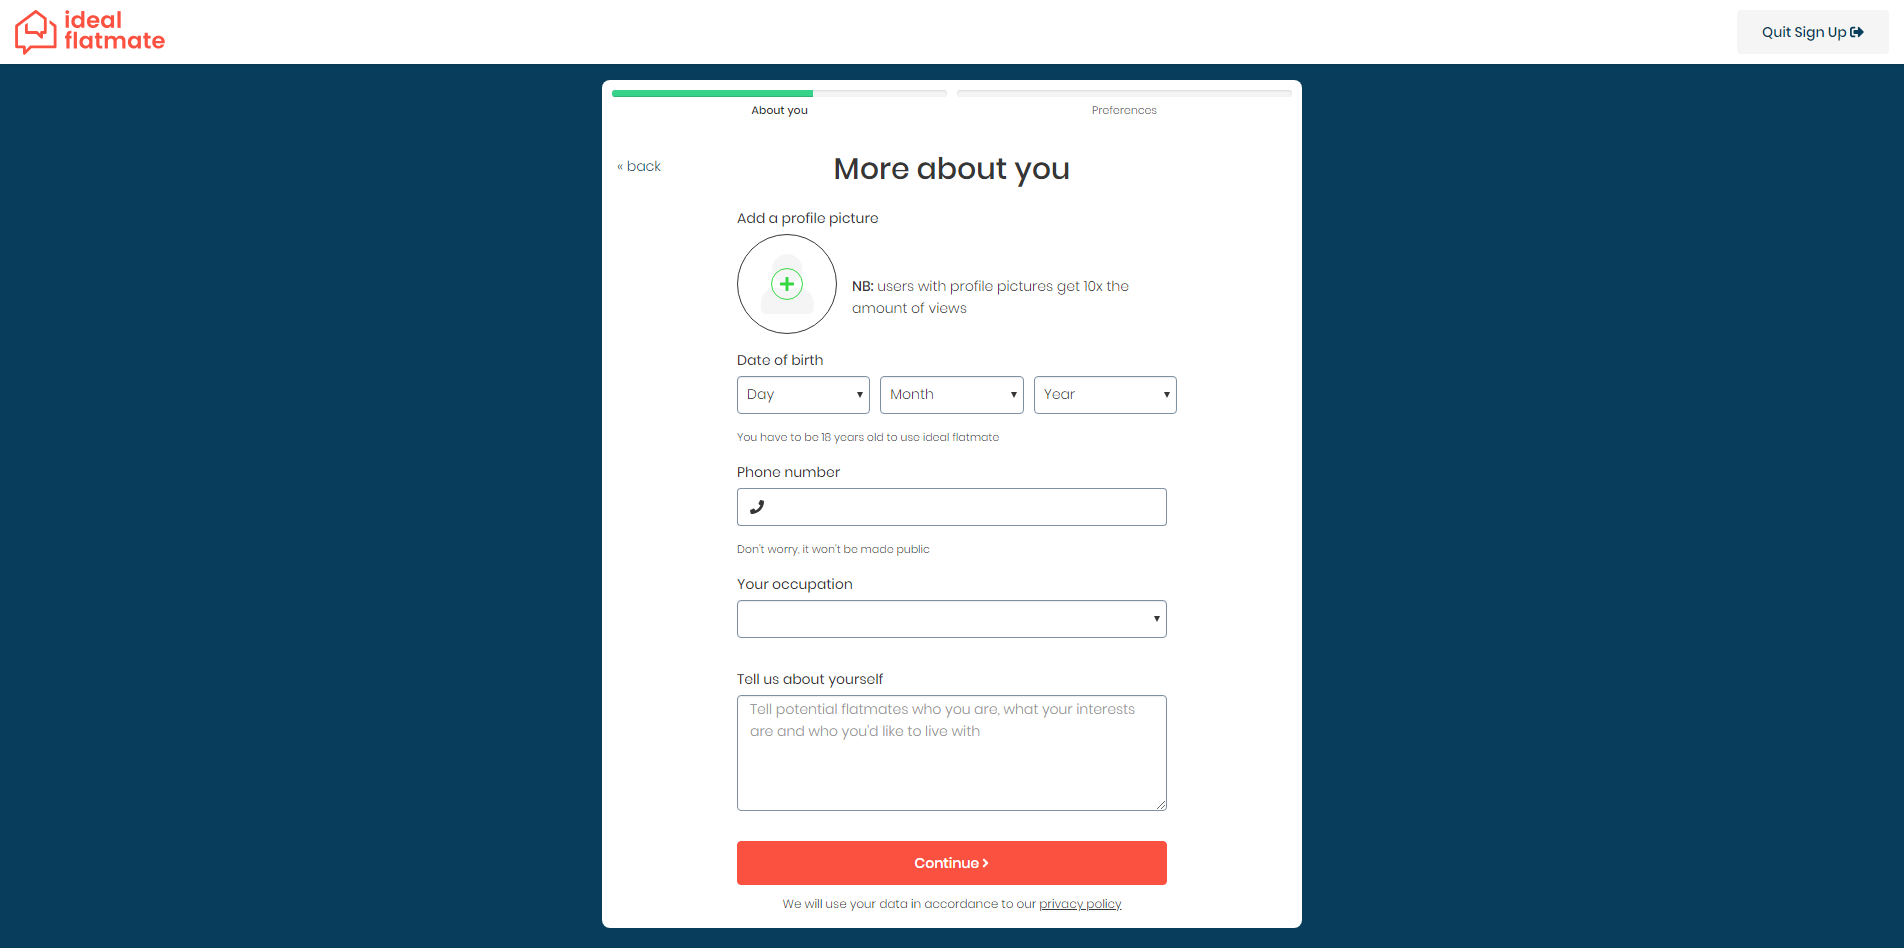 ideal
flatmate
Quit Sign Up
About you
Preferences
« back
More about you
Add a profile picture
NB: users with profile pictures get 10x the
amount of views
Date of birth
Day
Month
Year
You have to be 18 years old to use ideal flatmate
Phone number
Don't worry, it won't be made public
Your occupation
Tell us about yourself
Tell potential flatmates who you are, what your interests
are and who you'd like to live with
Continue
We will use your data in accordance to our privacy policy